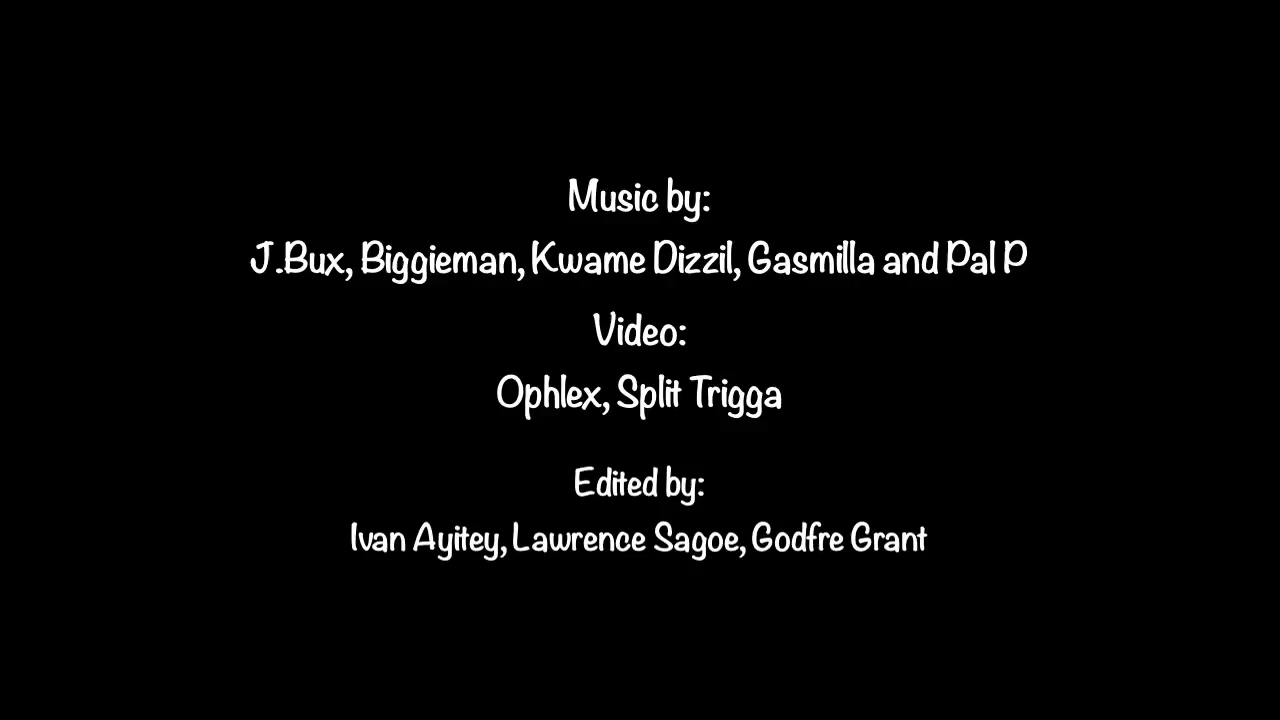 Music by:
J.Bux, Biggieman, Kwame Dizzil, Gasmilla and Pal P
Video:
Ophlex, Split Trigga
Edited by:
Ivan Ayitey, Lawrence Sagoe, Godfre Grant